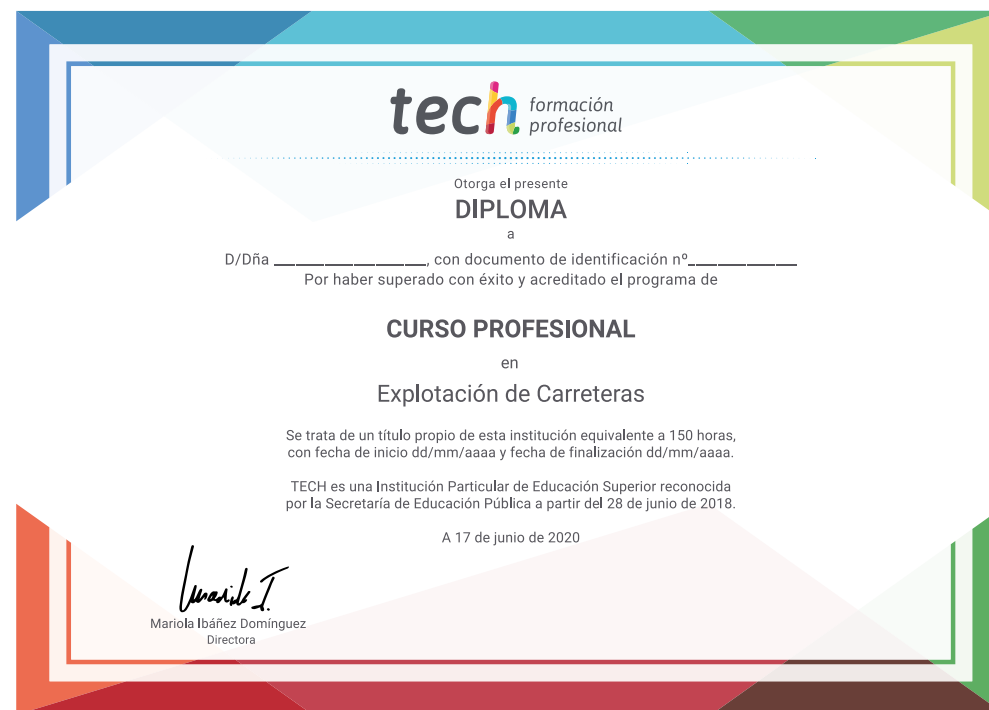 tech formación
profesional
Otorga el presente
DIPLOMA
a
D/Dña ____________________, con documento de identificación nº______________
Por haber superado con éxito y acreditado el programa de
CURSO PROFESIONAL
en
Explotación de Carreteras
Se trata de un título propio de esta institución equivalente a 150 horas,
con fecha de inicio dd/mm/aaaa y fecha de finalización dd/mm/aaaa.
TECH es una Institución Particular de Educación Superior reconocida
por la Secretaría de Educación Pública a partir del 28 de junio de 2018.
A 17 de junio de 2020
Mariola Ibáñez Domínguez
Directora